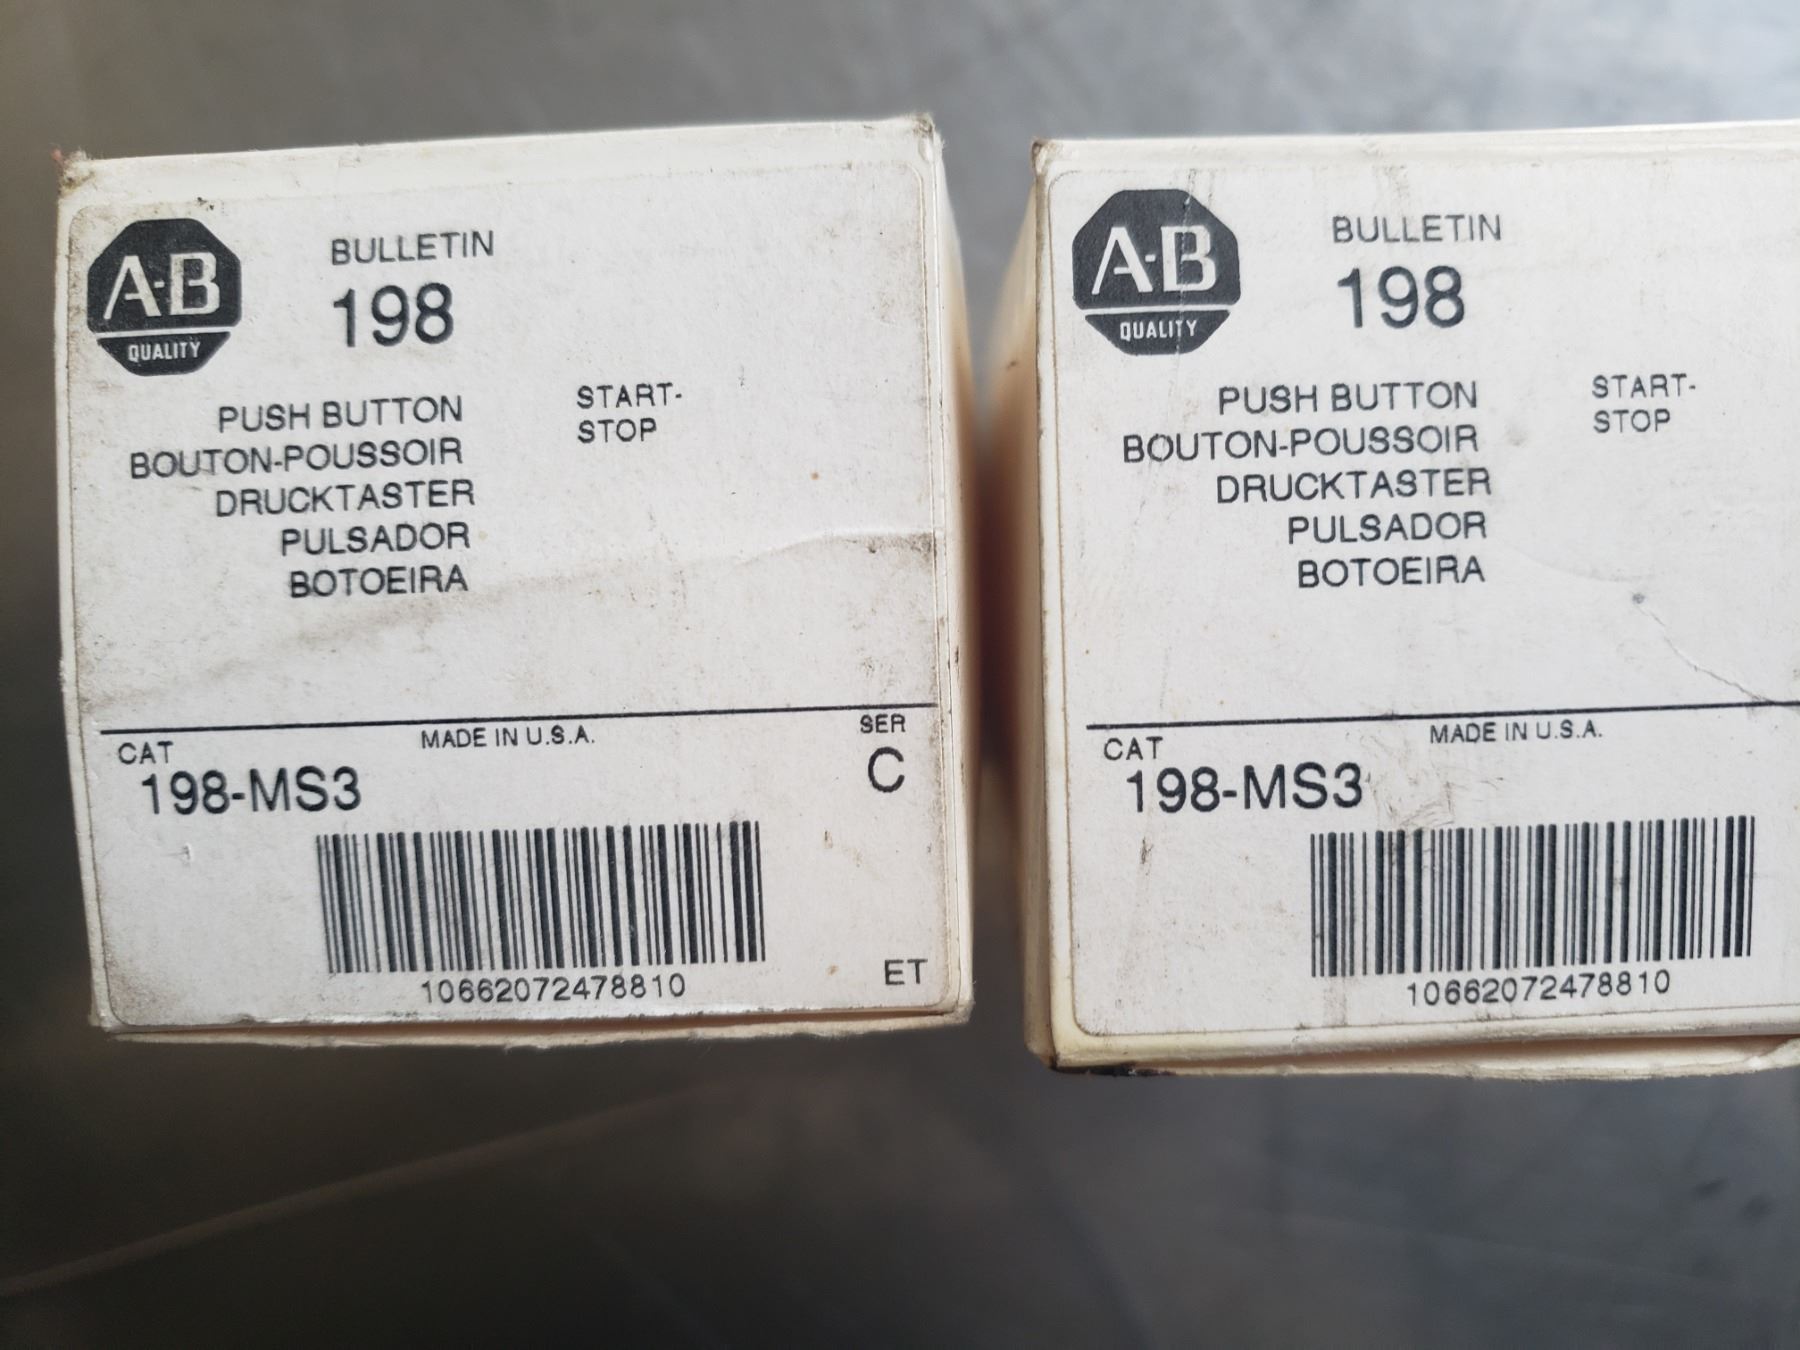 A-B
QUALITY
BULLETIN
198
PUSH BUTTON
BOUTON-POUSSOIR
DRUCKTASTER
PULSADOR
BOTOEIRA
START-
STOP
MADE IN U.S.A.
SER
C
CAT
198-MS3
10662072478810
ET
A-B
QUALITY
BULLETIN
198
PUSH BUTTON
BOUTON-POUSSOIR
DRUCKTASTER
PULSADOR
BOTOEIRA
START-
STOP
MADE IN U.S.A.
CAT
198-MS3
10662072478810